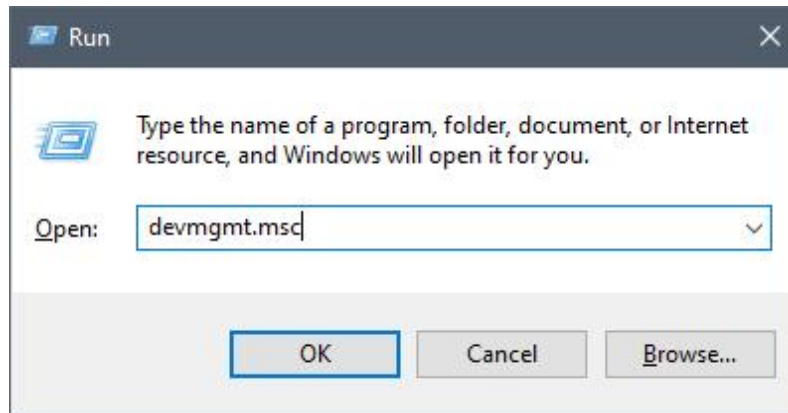 Run
Type the name of a program, folder, document, or Internet
resource, and Windows will open it for you.
Open: devmgmt.msc
OK Cancel Browse...